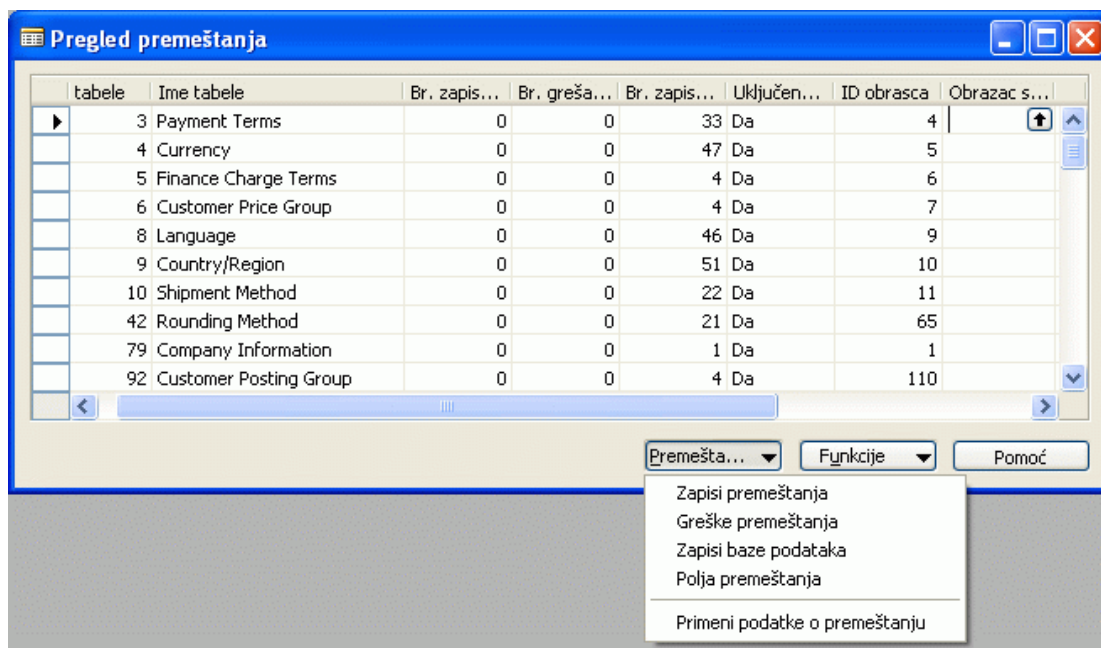 Pregled premeštanja
tabele Ime tabele Br. zapis... Br. greša... Br. zapis... Uključen... ID obrasca Obrazac s...
3 Payment Terms 0 0 33 Da 4
4 Currency 0 0 47 Da 5
5 Finance Charge Terms 0 0 4 Da 6
6 Customer Price Group 0 0 4 Da 7
8 Language 0 0 46 Da 9
9 Country/Region 0 0 51 Da 10
10 Shipment Method 0 0 22 Da 11
42 Rounding Method 0 0 21 Da 65
79 Company Information 0 0 1 Da 1
92 Customer Posting Group 0 0 4 Da 110
Premešta... Funkcije Pomoć
Zapisi premeštanja
Greške premeštanja
Zapisi baze podataka
Polja premeštanja
Primeni podatke o premeštanju